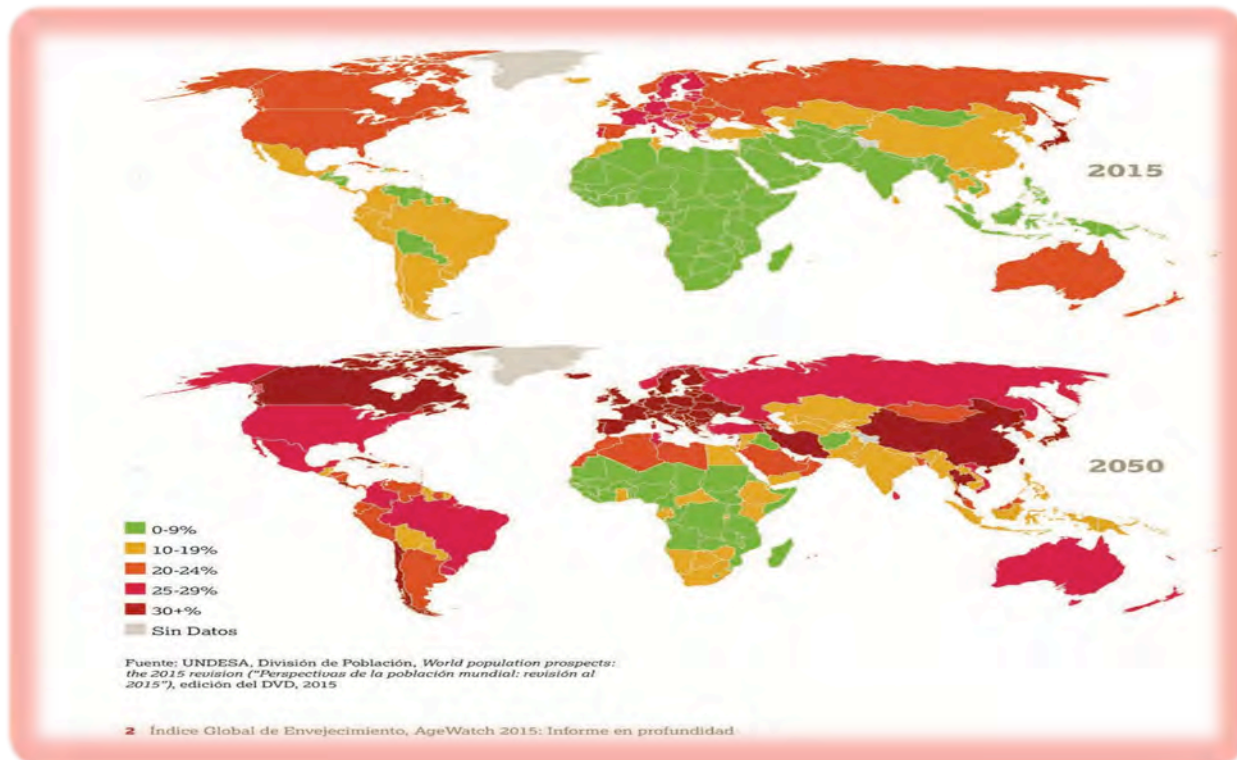 2015
2050
0-9%
10-19%
20-24%
25-29%
30+%
Sin Datos
Fuente: UNDESA, División de Población, World population prospects:
the 2015 revision ("Perspectivas de la población mundial: revisión al
2015"), edición del DVD, 2015
2 Índice Global de Envejecimiento, AgeWatch 2015: Informe en profundidad